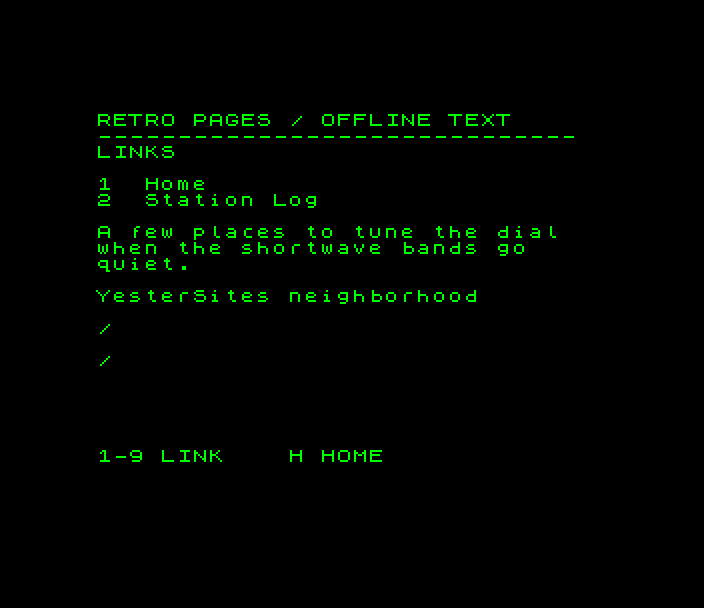 RETRO PAGES / OFFLINE TEXT
------------------------------
LINKS
1  Home
2  Station Log
A few places to tune the dial
when the shortwave bands go
quiet.
YesterSites neighborhood
/
/
1-9 LINK    H HOME